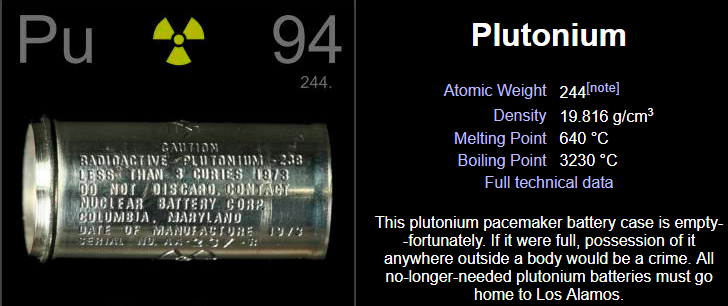 Pu 94
244.
CAUTION
RADIOACTIVE PLUTONIUM-238
LESS THAN 3 CURIES 1973
DO NOT DISCARD, CONTACT
NUCLEAR BATTERY CORP.
COLUMBIA, MARYLAND
DATE OF MANUFACTURE 1973
SERIAL NO.
Plutonium
Atomic Weight 244[note]
Density 19.816 g/cm3
Melting Point 640 °C
Boiling Point 3230 °C
Full technical data
This plutonium pacemaker battery case is empty-
-fortunately. If it were full, possession of it
anywhere outside a body would be a crime. All
no-longer-needed plutonium batteries must go
home to Los Alamos.